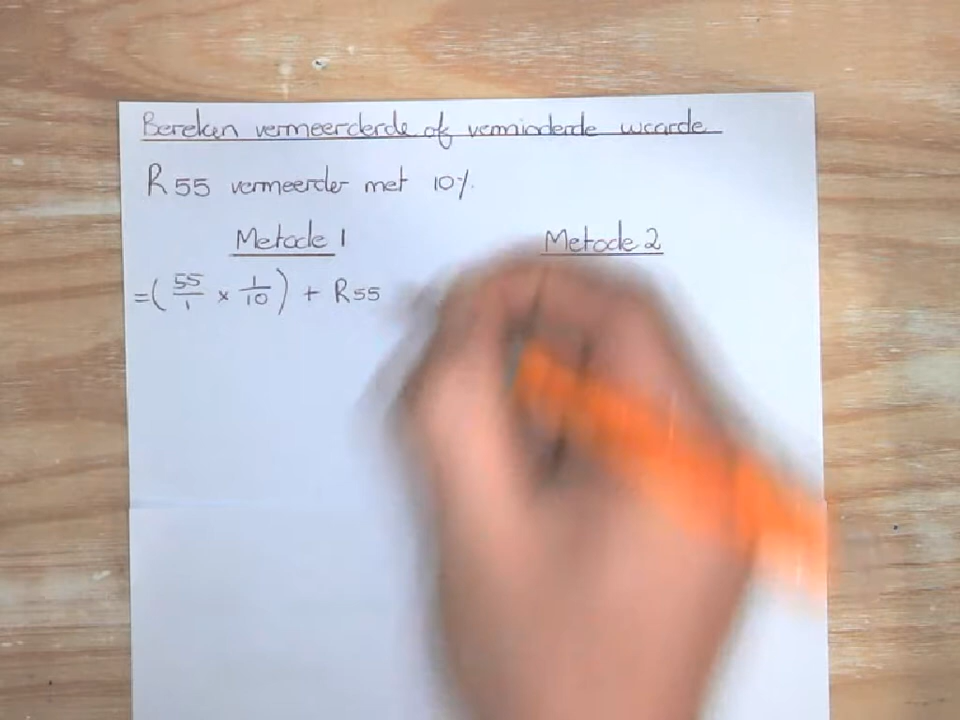 Bereken vermeerderde of verminderde waarde
R55 vermeerder met 10%.
Metode 1
Metode 2
= ( 55/1 × 1/10 ) + R55